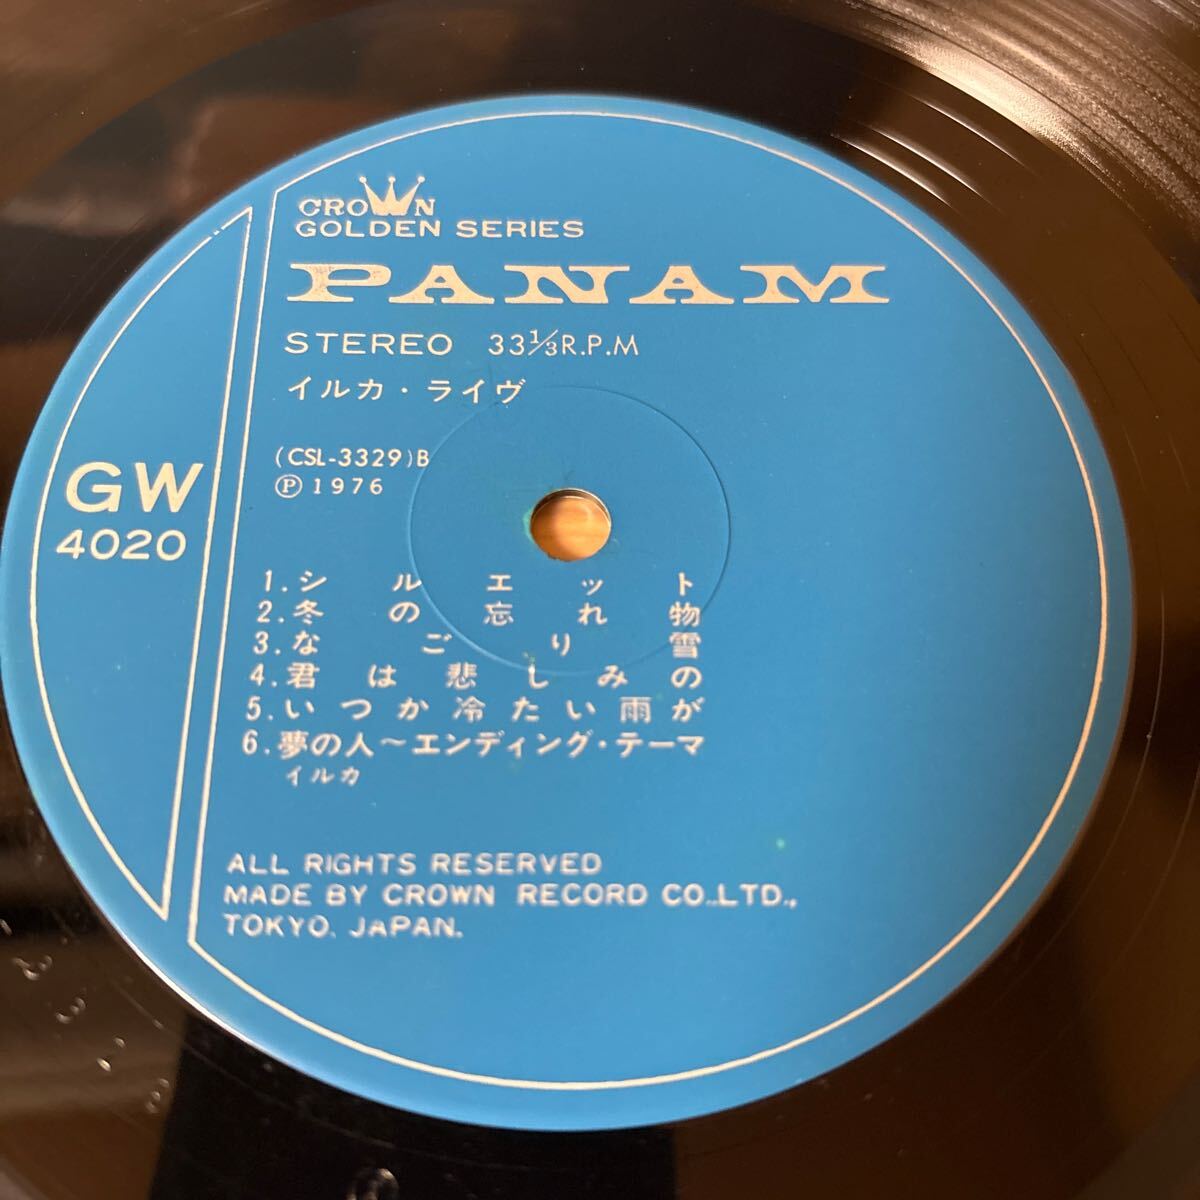 CROWN
GOLDEN SERIES
PANAM
STEREO 33 1/3 R.P.M
イルカ・ライヴ
(CSL-3329) B
Ⓟ 1976
GW
4020
1. シルエット
2. 冬の忘れ物
3. なごり雪
4. 君は悲しみの
5. いつか冷たい雨が
6. 夢の人～エンディング・テーマ
イルカ
ALL RIGHTS RESERVED
MADE BY CROWN RECORD CO.,LTD.,
TOKYO. JAPAN.